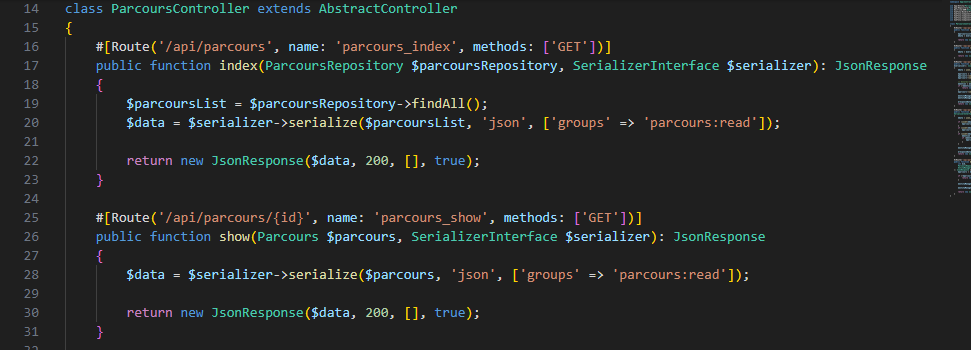 14 class ParcoursController extends AbstractController
15 {
16     #[Route('/api/parcours', name: 'parcours_index', methods: ['GET'])]
17     public function index(ParcoursRepository $parcoursRepository, SerializerInterface $serializer): JsonResponse
18     {
19         $parcoursList = $parcoursRepository->findAll();
20         $data = $serializer->serialize($parcoursList, 'json', ['groups' => 'parcours:read']);
21
22         return new JsonResponse($data, 200, [], true);
23     }
24
25     #[Route('/api/parcours/{id}', name: 'parcours_show', methods: ['GET'])]
26     public function show(Parcours $parcours, SerializerInterface $serializer): JsonResponse
27     {
28         $data = $serializer->serialize($parcours, 'json', ['groups' => 'parcours:read']);
29
30         return new JsonResponse($data, 200, [], true);
31     }